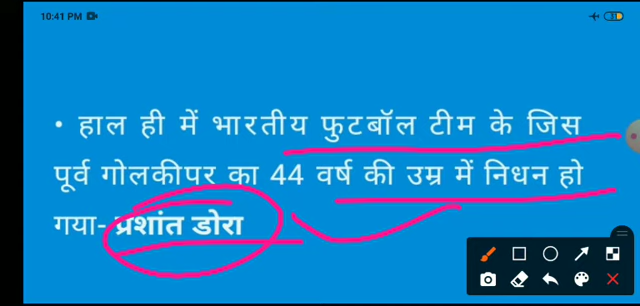 10:41 PM
• हाल ही में भारतीय फुटबॉल टीम के जिस
पूर्व गोलकीपर का 44 वर्ष की उम्र में निधन हो
गया- प्रशांत डोरा